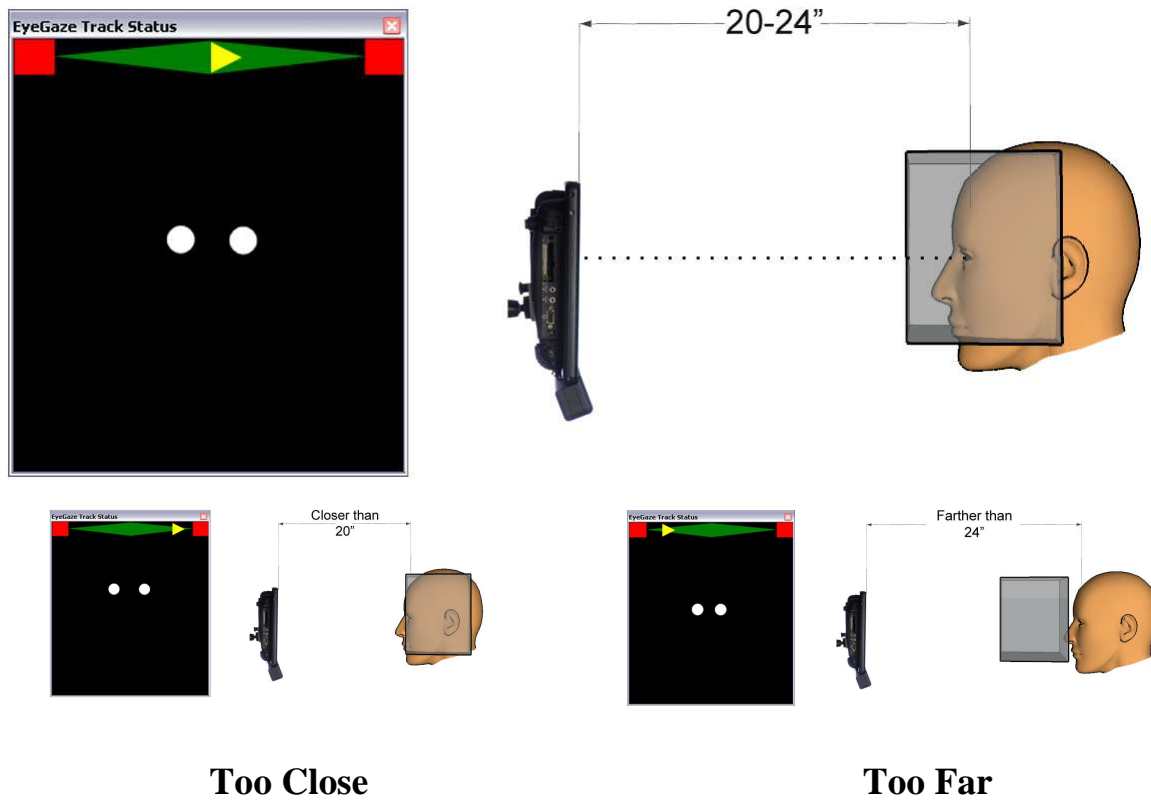 EyeGaze Track Status
20-24”
EyeGaze Track Status
Closer than
20”
EyeGaze Track Status
Farther than
24”
Too Close
Too Far